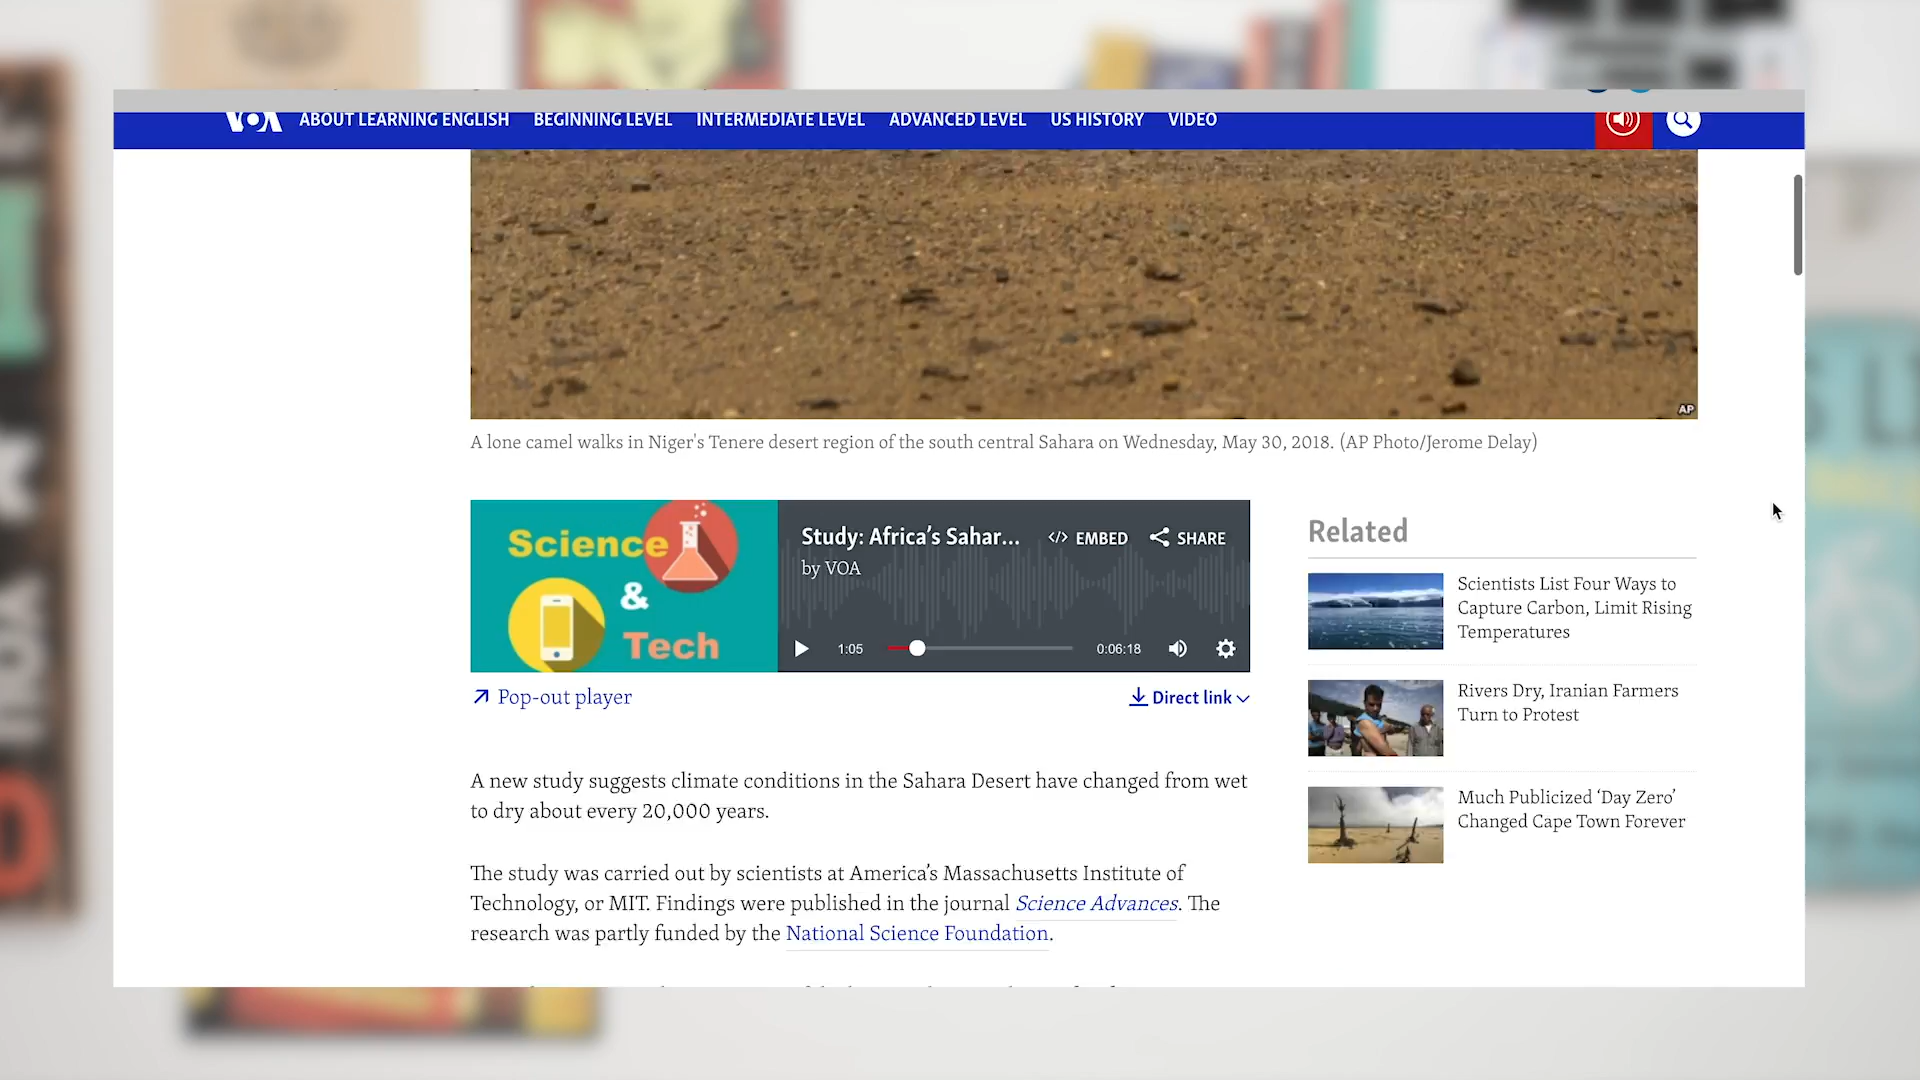 VOA ABOUT LEARNING ENGLISH BEGINNING LEVEL INTERMEDIATE LEVEL ADVANCED LEVEL US HISTORY VIDEO
AP
A lone camel walks in Niger's Tenere desert region of the south central Sahara on Wednesday, May 30, 2018. (AP Photo/Jerome Delay)
Science
&
Tech
Study: Africa’s Sahar... </> EMBED SHARE
by VOA
1:05 0:06:18
Pop-out player
Direct link
A new study suggests climate conditions in the Sahara Desert have changed from wet
to dry about every 20,000 years.
The study was carried out by scientists at America’s Massachusetts Institute of
Technology, or MIT. Findings were published in the journal Science Advances. The
research was partly funded by the National Science Foundation.
Related
Scientists List Four Ways to
Capture Carbon, Limit Rising
Temperatures
Rivers Dry, Iranian Farmers
Turn to Protest
Much Publicized ‘Day Zero’
Changed Cape Town Forever